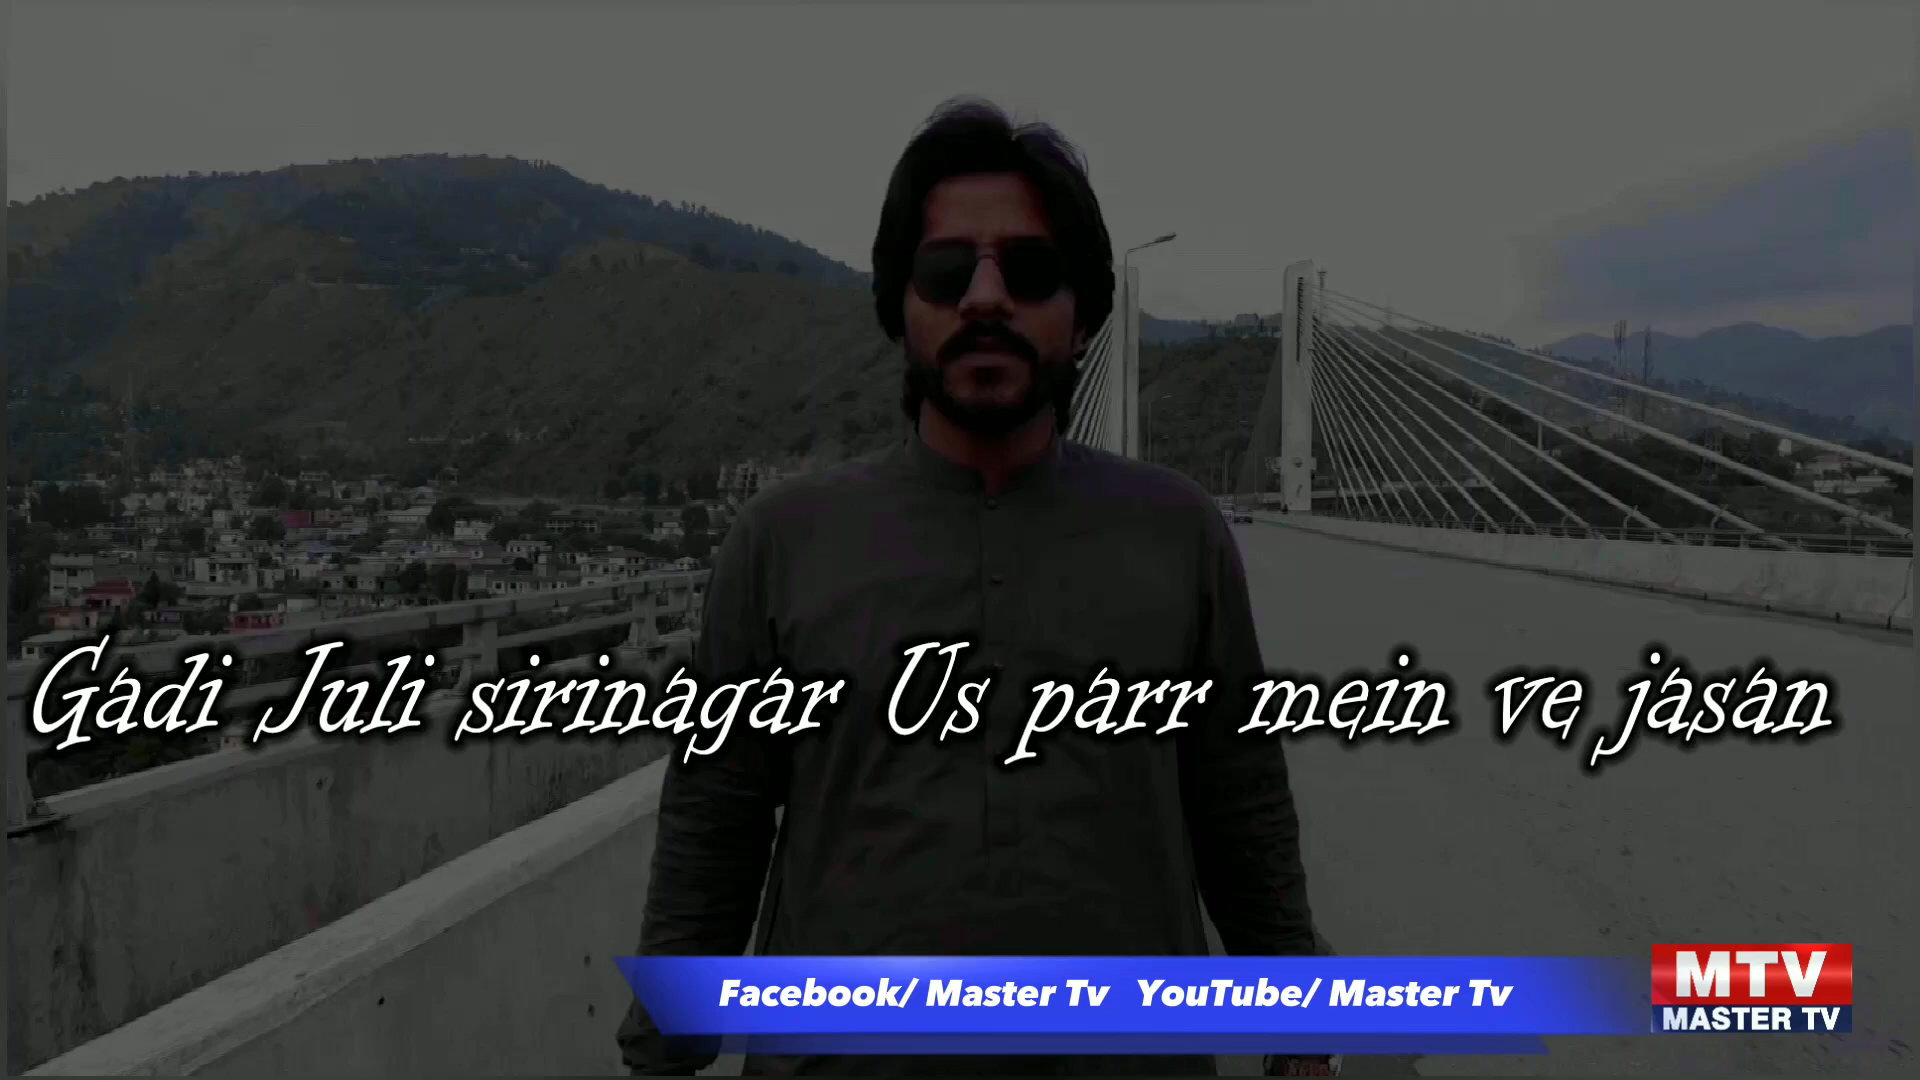 Gadi Juli sirinagar Us parr mein ve jasan
Facebook/ Master Tv YouTube/ Master Tv
MTV
MASTER TV